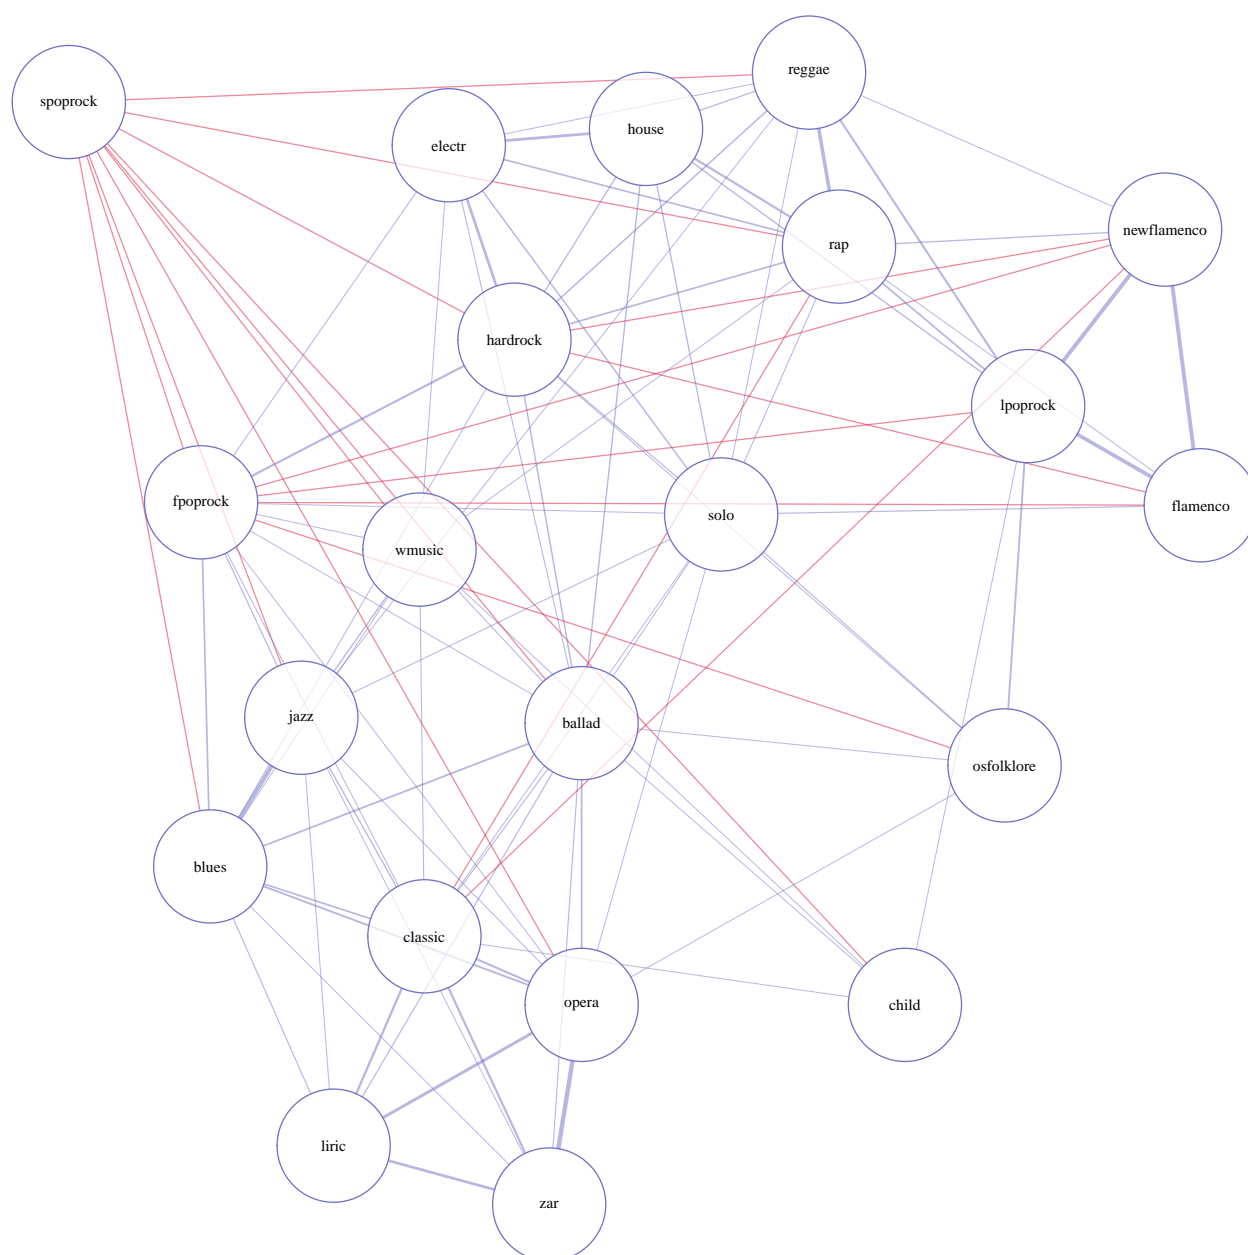 reggae
spoprock
house
electr
newflamenco
rap
hardrock
lpoprock
fpoprock
flamenco
solo
wmusic
jazz
ballad
osfolklore
blues
classic
opera
child
liric
zar